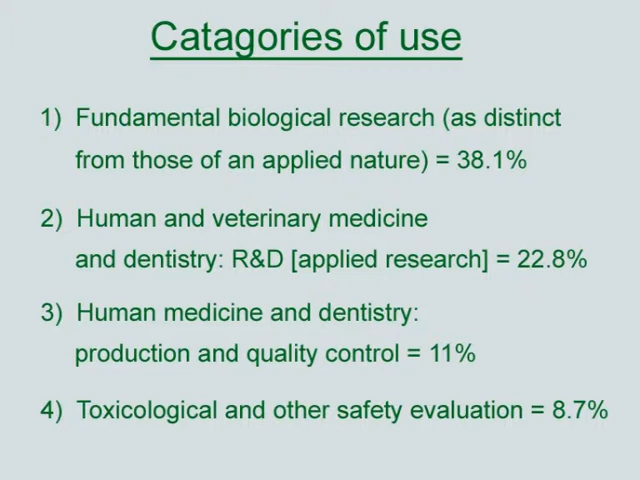 Catagories of use
1) Fundamental biological research (as distinct
from those of an applied nature) = 38.1%
2) Human and veterinary medicine
and dentistry: R&D [applied research] = 22.8%
3) Human medicine and dentistry:
production and quality control = 11%
4) Toxicological and other safety evaluation = 8.7%